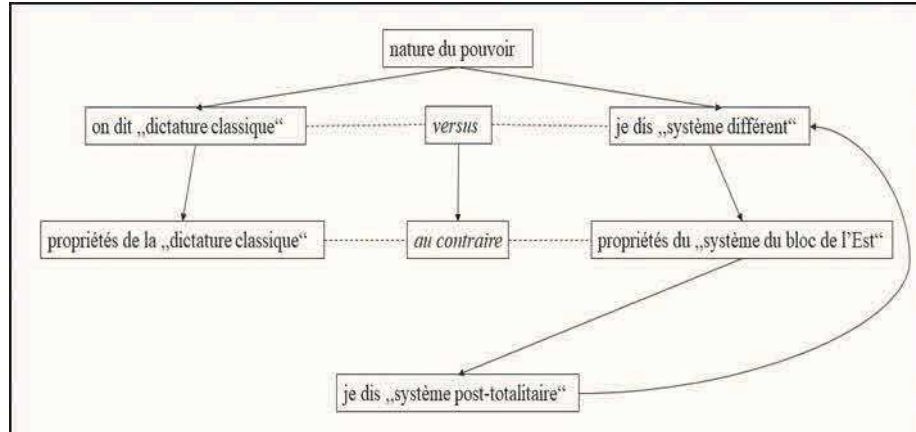 nature du pouvoir
on dit „dictature classique“
versus
je dis „système différent“
propriétés de la „dictature classique“
au contraire
propriétés du „système du bloc de l’Est“
je dis „système post-totalitaire“